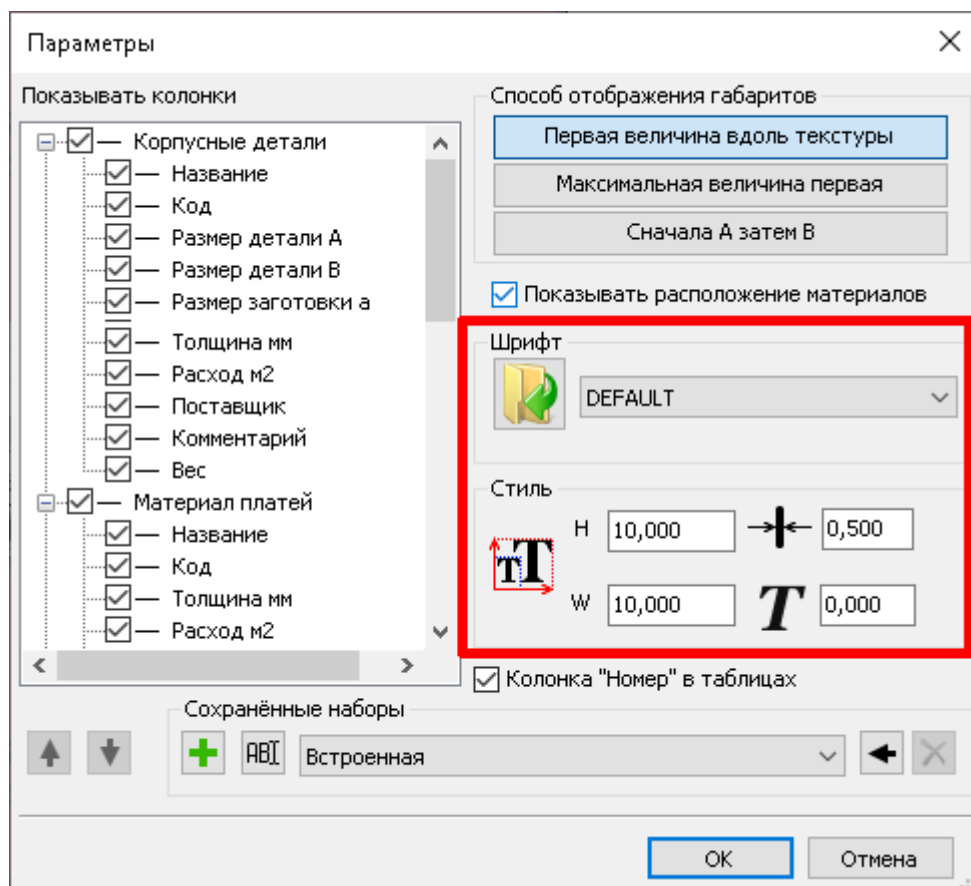 Параметры
Показывать колонки
Корпусные детали
Название
Код
Размер детали A
Размер детали B
Размер заготовки a
Толщина мм
Расход м2
Поставщик
Комментарий
Вес
Материал платей
Название
Код
Толщина мм
Расход м2
Способ отображения габаритов
Первая величина вдоль текстуры
Максимальная величина первая
Сначала A затем B
Показывать расположение материалов
Шрифт
DEFAULT
Стиль
H 10,000 0,500
W 10,000 0,000
Колонка "Номер" в таблицах
Сохранённые наборы
ABI Встроенная
OK Отмена